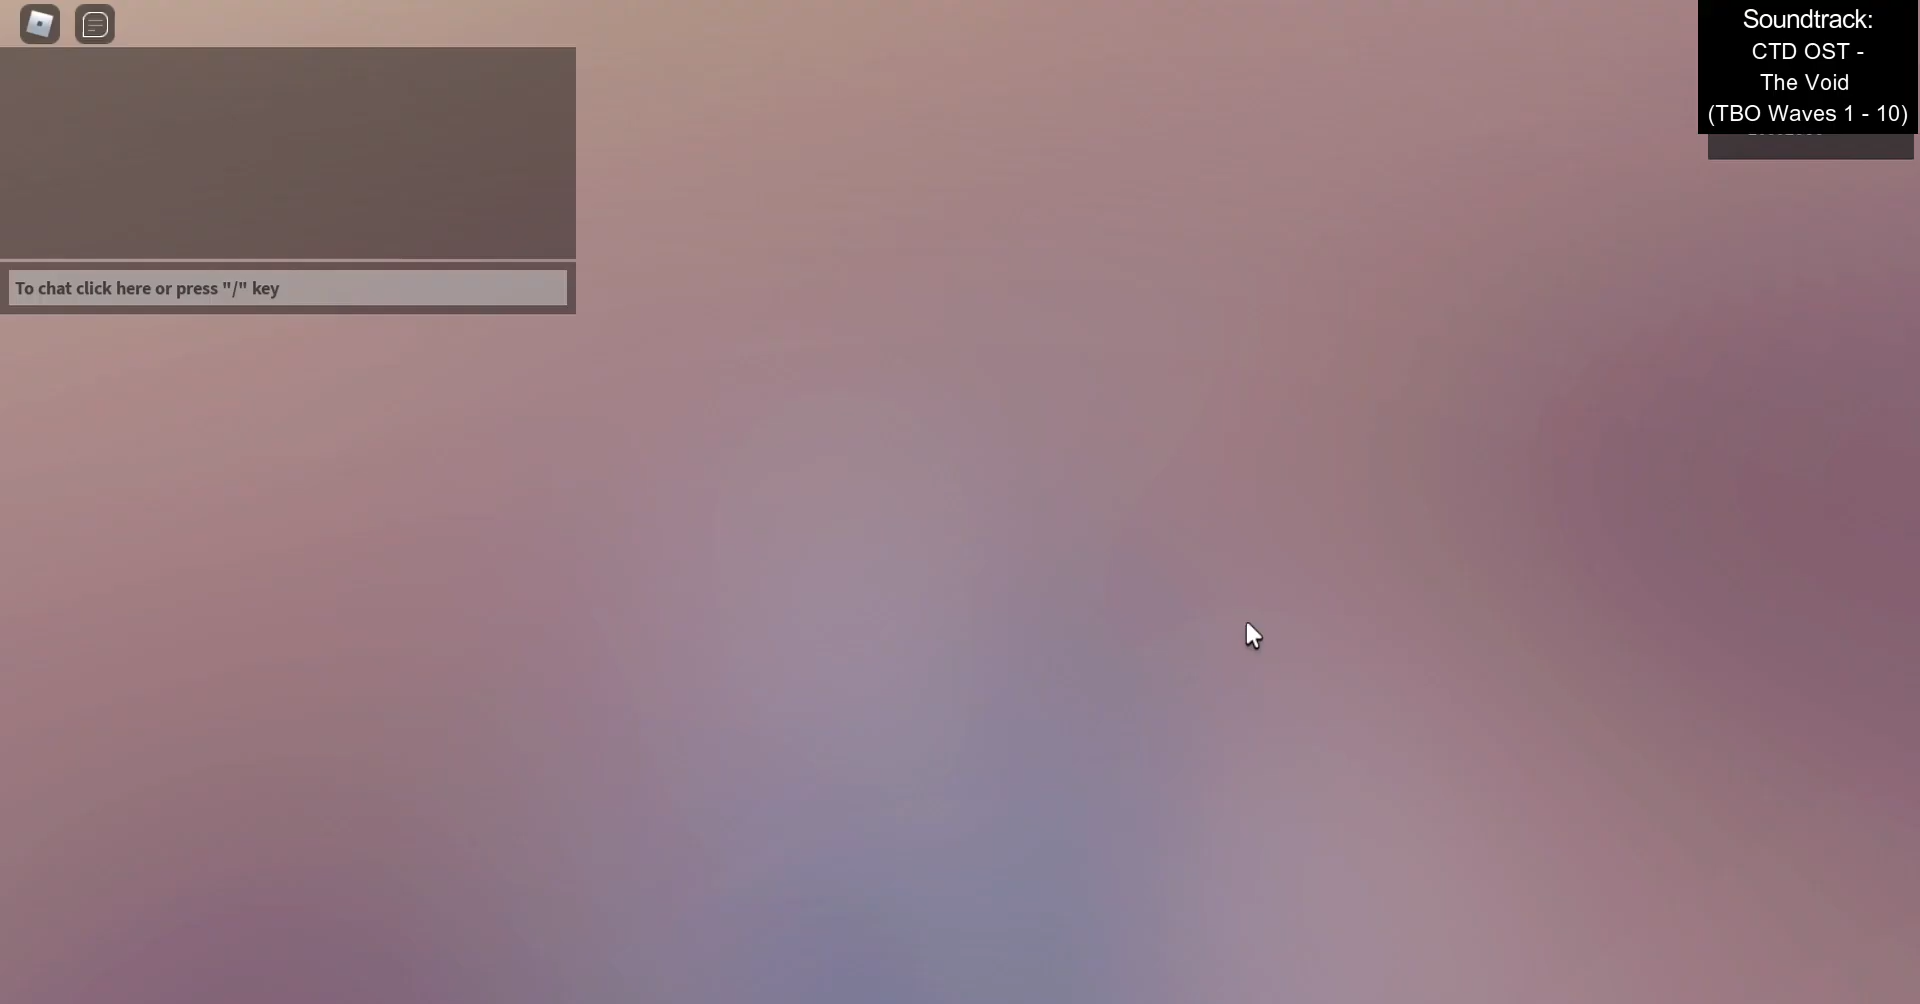 Soundtrack:
CTD OST -
The Void
(TBO Waves 1 - 10)
To chat click here or press "/" key